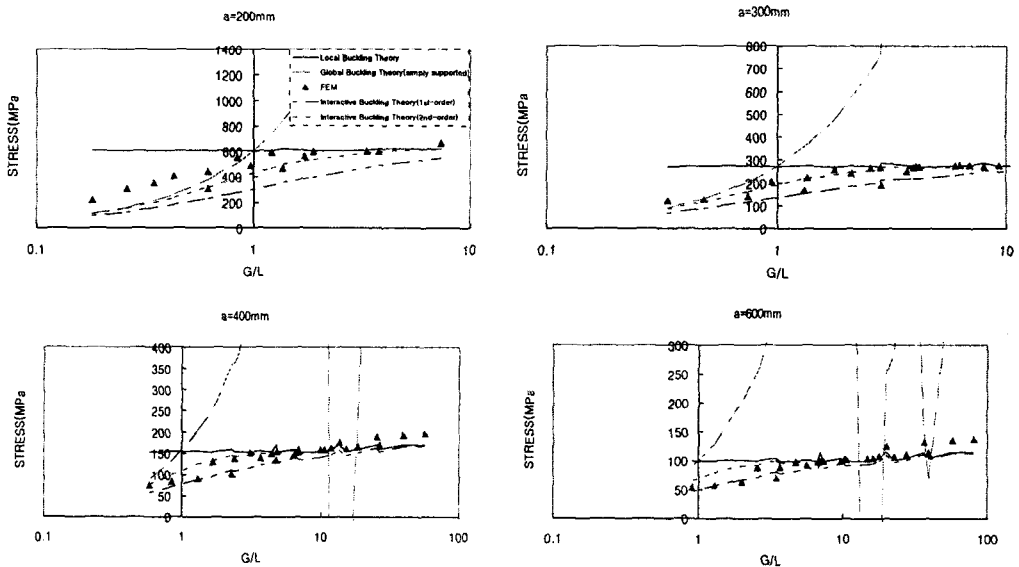 a=200mm
1400
1200
1000
800
600
400
200
0
STRESS(MPa
Local Buckling Theory
Global Buckling Theory(simply supported)
FEM
Interactive Buckling Theory(1st-order)
Interactive Buckling Theory(2nd-order)
0.1
1
10
G/L
a=300mm
800
700
600
500
400
300
200
100
0
STRESS(MPa
0.1
1
10
G/L
a=400mm
400
350
300
250
200
150
100
50
0
STRESS(MPa
0.1
1
10
100
G/L
a=600mm
300
250
200
150
100
50
0
STRESS(MPa
0.1
1
10
100
G/L